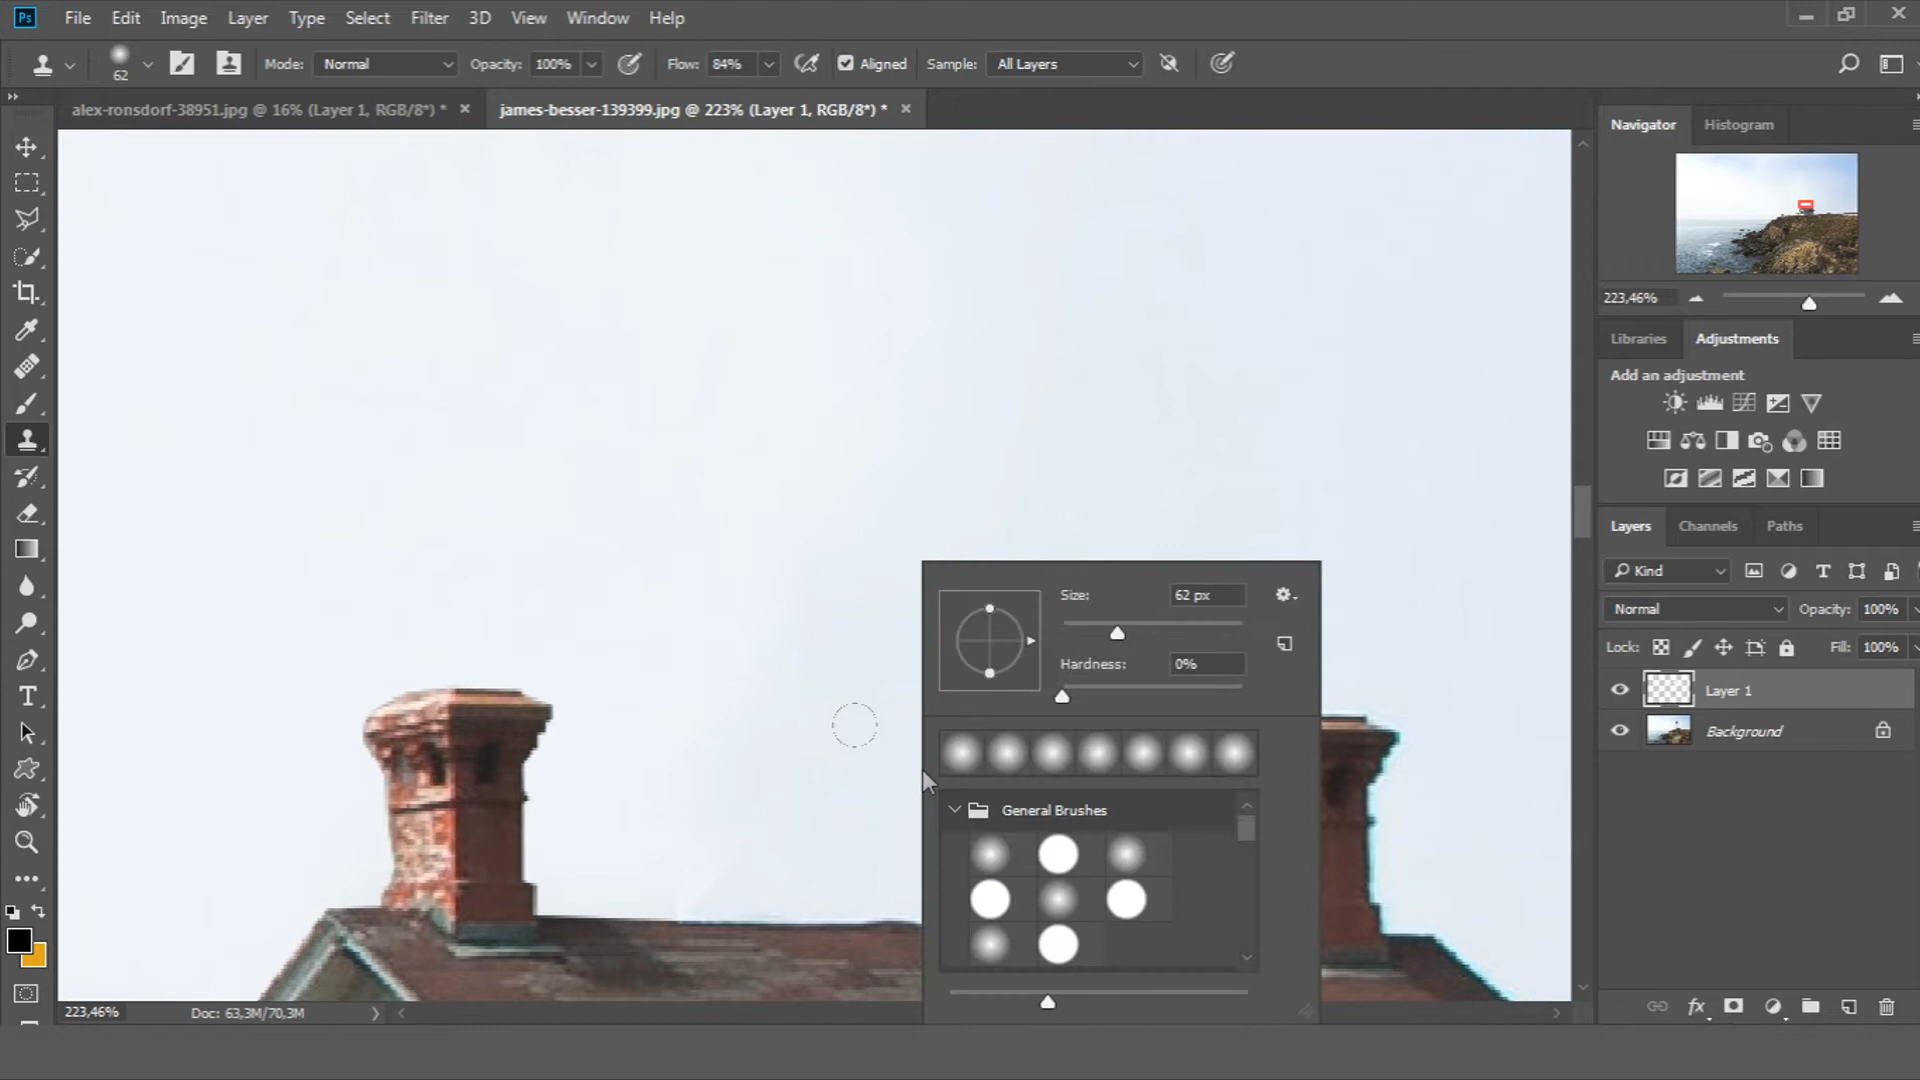 Ps File Edit Image Layer Type Select Filter 3D View Window Help
62 Mode: Normal Opacity: 100% Flow: 84% Aligned Sample: All Layers
alex-ronsdorf-38951.jpg @ 16% (Layer 1, RGB/8*) * james-besser-139399.jpg @ 223% (Layer 1, RGB/8*) *
Navigator Histogram
223,46%
Libraries Adjustments
Add an adjustment
Layers Channels Paths
Kind
Normal Opacity: 100%
Lock: Fill: 100%
Layer 1
Background
Size: 62 px
Hardness: 0%
General Brushes
223,46% Doc: 63,3M/70,3M